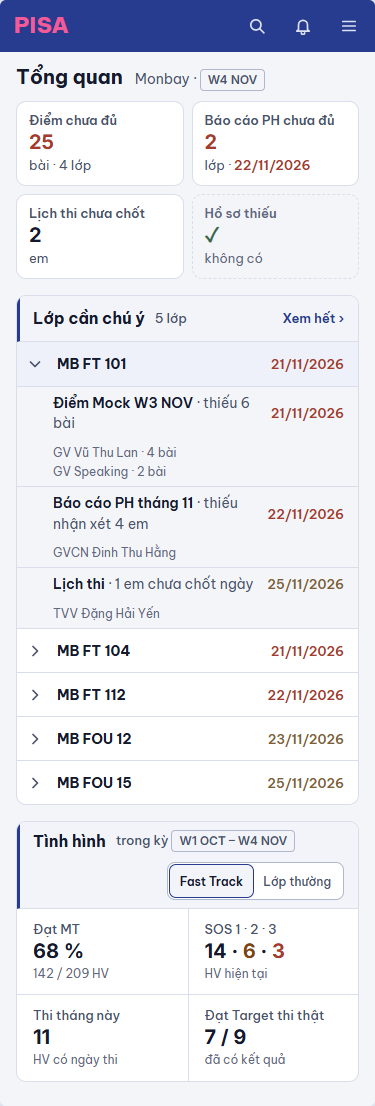 PISA
Tổng quan Monbay · W4 NOV
Điểm chưa đủ
25
bài · 4 lớp
Báo cáo PH chưa đủ
2
lớp · 22/11/2026
Lịch thi chưa chốt
2
em
Hồ sơ thiếu
✓
không có
Lớp cần chú ý 5 lớp Xem hết ›
MB FT 101 21/11/2026
Điểm Mock W3 NOV · thiếu 6 21/11/2026
bài
GV Vũ Thu Lan · 4 bài
GV Speaking · 2 bài
Báo cáo PH tháng 11 · thiếu 22/11/2026
nhận xét 4 em
GVCN Đinh Thu Hằng
Lịch thi · 1 em chưa chốt ngày 25/11/2026
TVV Đặng Hải Yến
MB FT 104 21/11/2026
MB FT 112 22/11/2026
MB FOU 12 23/11/2026
MB FOU 15 25/11/2026
Tình hình trong kỳ W1 OCT – W4 NOV
Fast Track Lớp thường
Đạt MT
68 %
142 / 209 HV
SOS 1 · 2 · 3
14 · 6 · 3
HV hiện tại
Thi tháng này
11
HV có ngày thi
Đạt Target thi thật
7 / 9
đã có kết quả